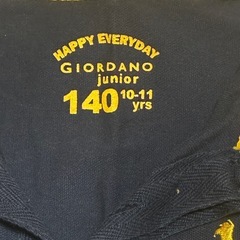 HAPPY EVERYDAY
GIORDANO
junior
140 10-11
yrs